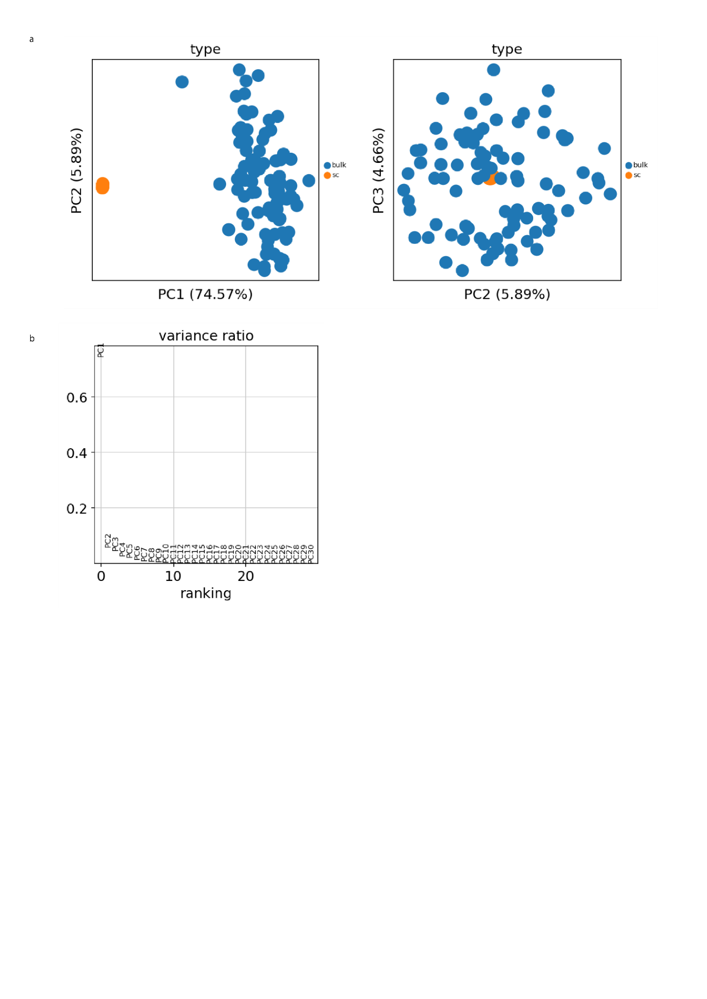 a
type
type
PC2 (5.89%)
bulk
sc
PC1 (74.57%)
PC3 (4.66%)
bulk
sc
PC2 (5.89%)
b
variance ratio
0.6
0.4
0.2
PC1
PC2
PC3
PC4
PC5
PC6
PC7
PC8
PC9
PC10
PC11
PC12
PC13
PC14
PC15
PC16
PC17
PC18
PC19
PC20
PC21
PC22
PC23
PC24
PC25
PC26
PC27
PC28
PC29
PC30
0 10 20
ranking